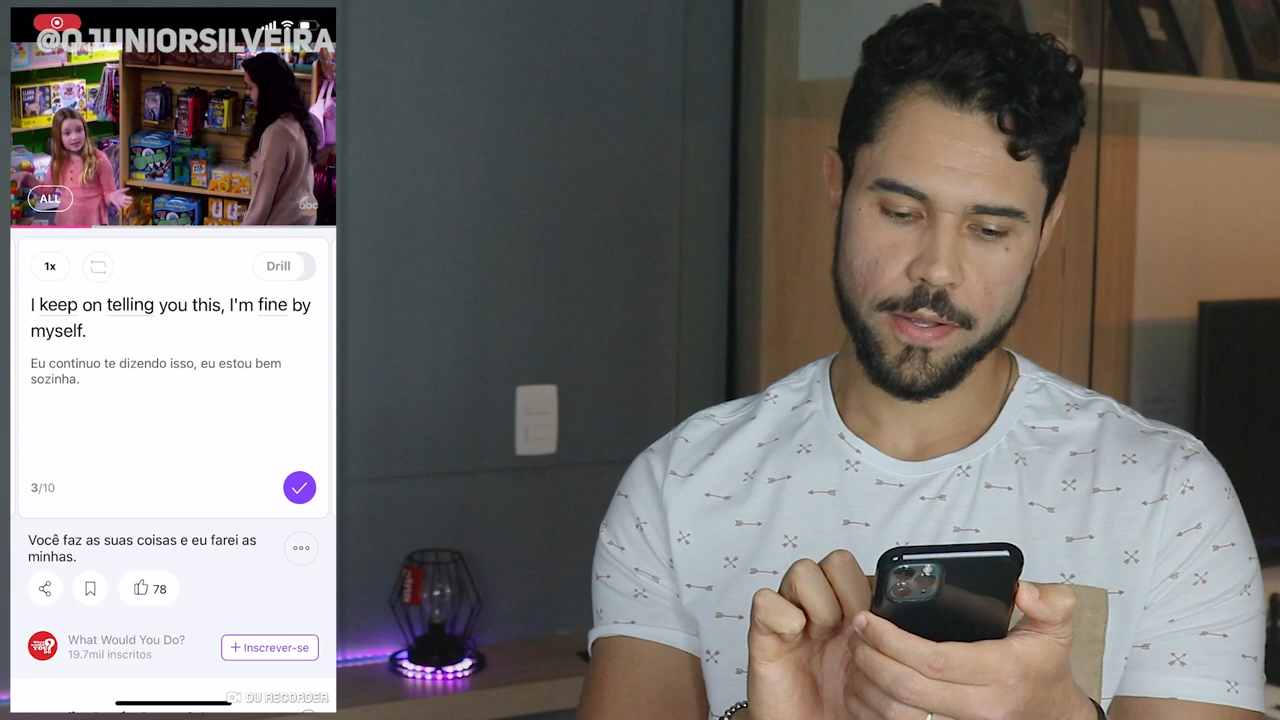 @OJUNIORSILVEIRA
ALL
abc
1x
Drill
I keep on telling you this, I'm fine by
myself.
Eu continuo te dizendo isso, eu estou bem
sozinha.
3/10
Você faz as suas coisas e eu farei as
minhas.
78
What Would You Do?
19.7mil inscritos
+ Inscrever-se
DU RECORDER